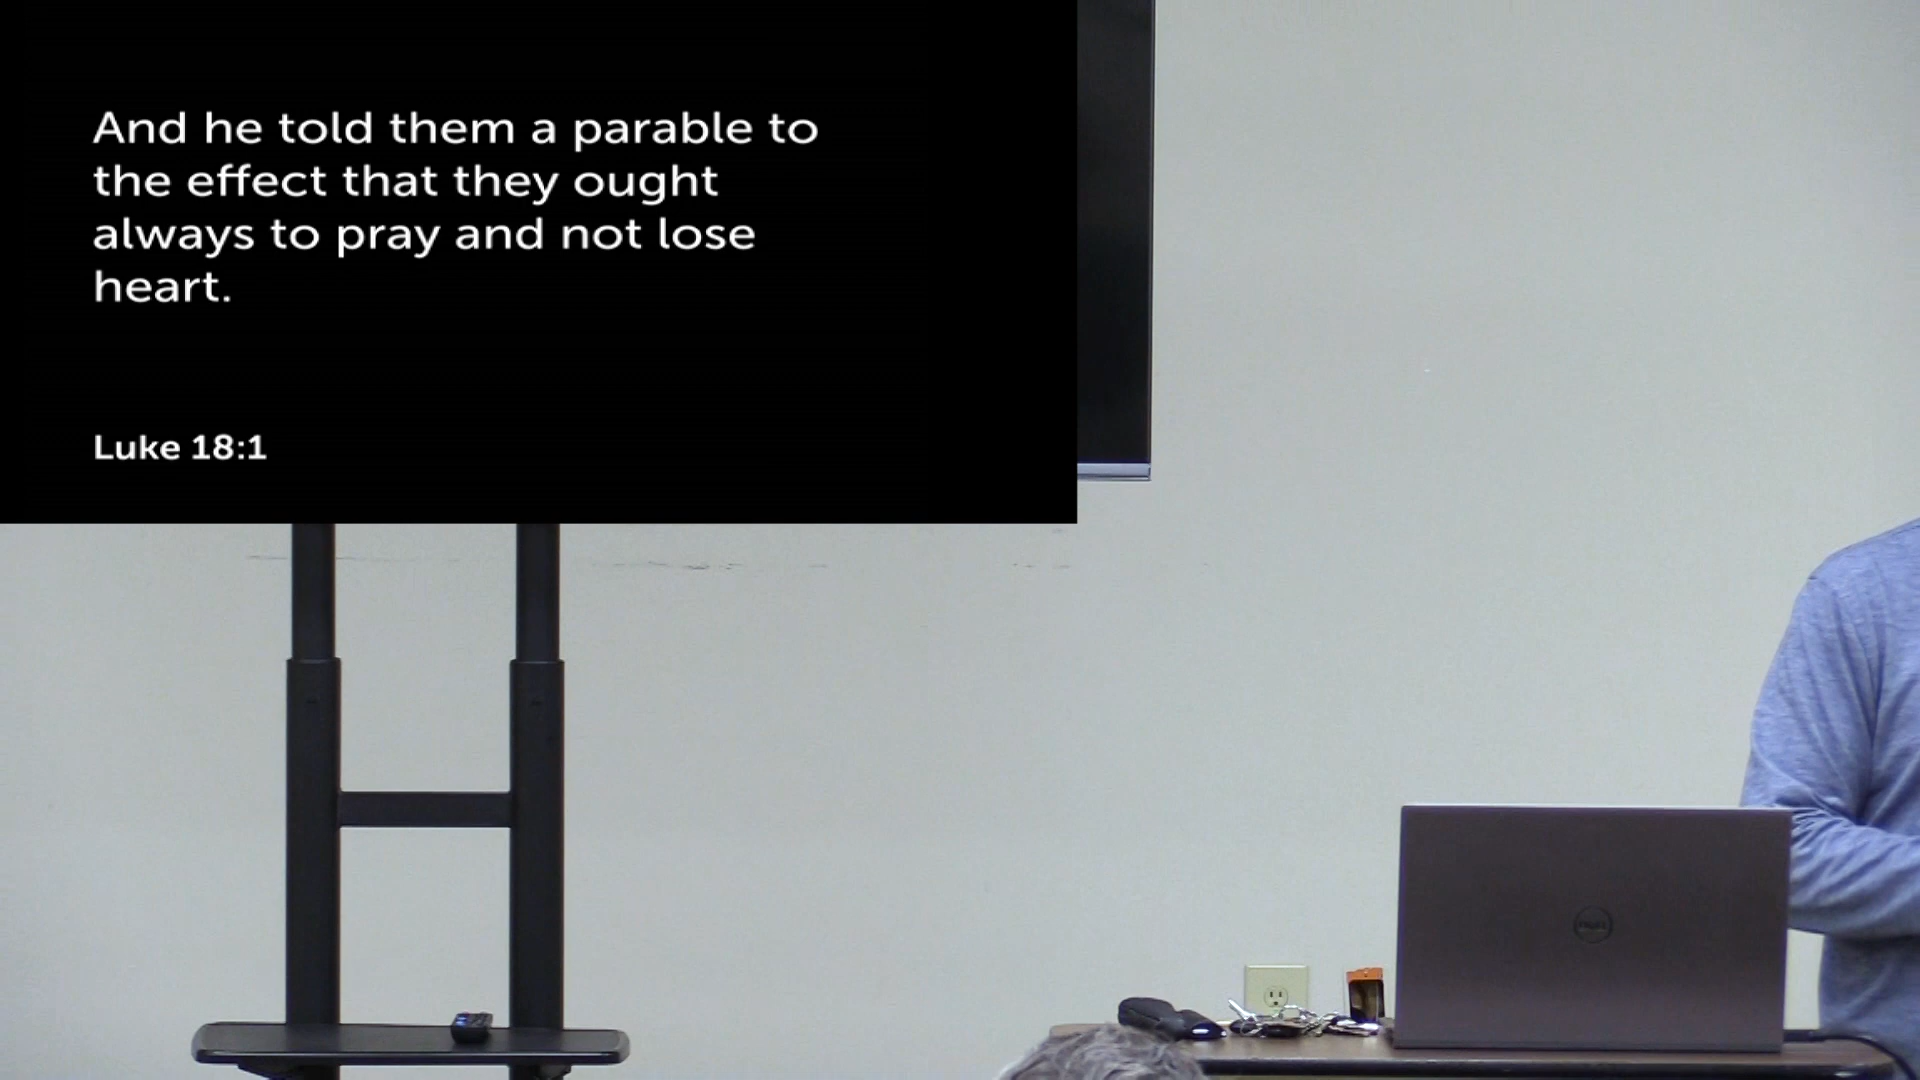 And he told them a parable to
the effect that they ought
always to pray and not lose
heart.
Luke 18:1
DELL